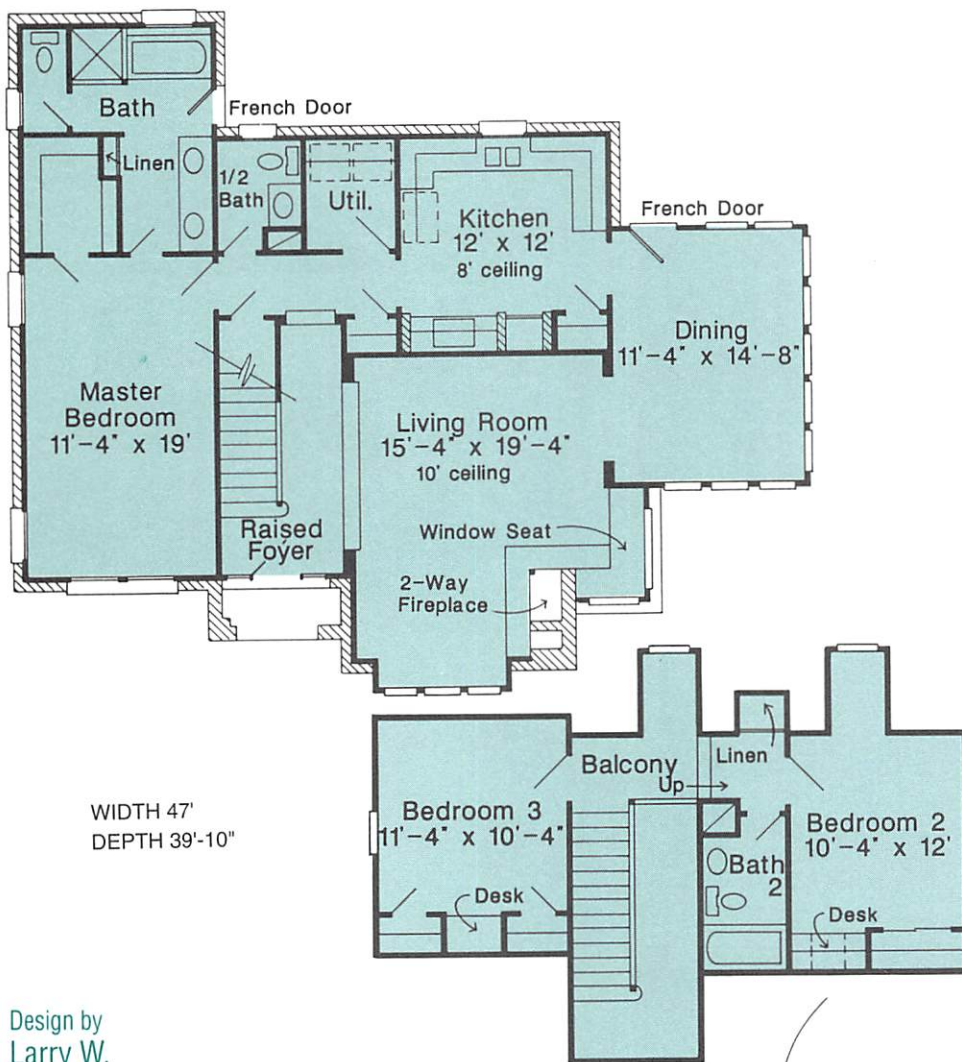 Bath
French Door
Linen
1/2
Bath
Util.
Kitchen
12' x 12'
8' ceiling
French Door
Dining
11'-4" x 14'-8"
Master
Bedroom
11'-4" x 19'
Living Room
15'-4" x 19'-4"
10' ceiling
Raised
Foyer
Window Seat
2-Way
Fireplace
WIDTH 47'
DEPTH 39'-10"
Balcony
Up
Linen
Bedroom 3
11'-4" x 10'-4"
Desk
Bath
2
Bedroom 2
10'-4" x 12'
Desk
Design by
Larry W.